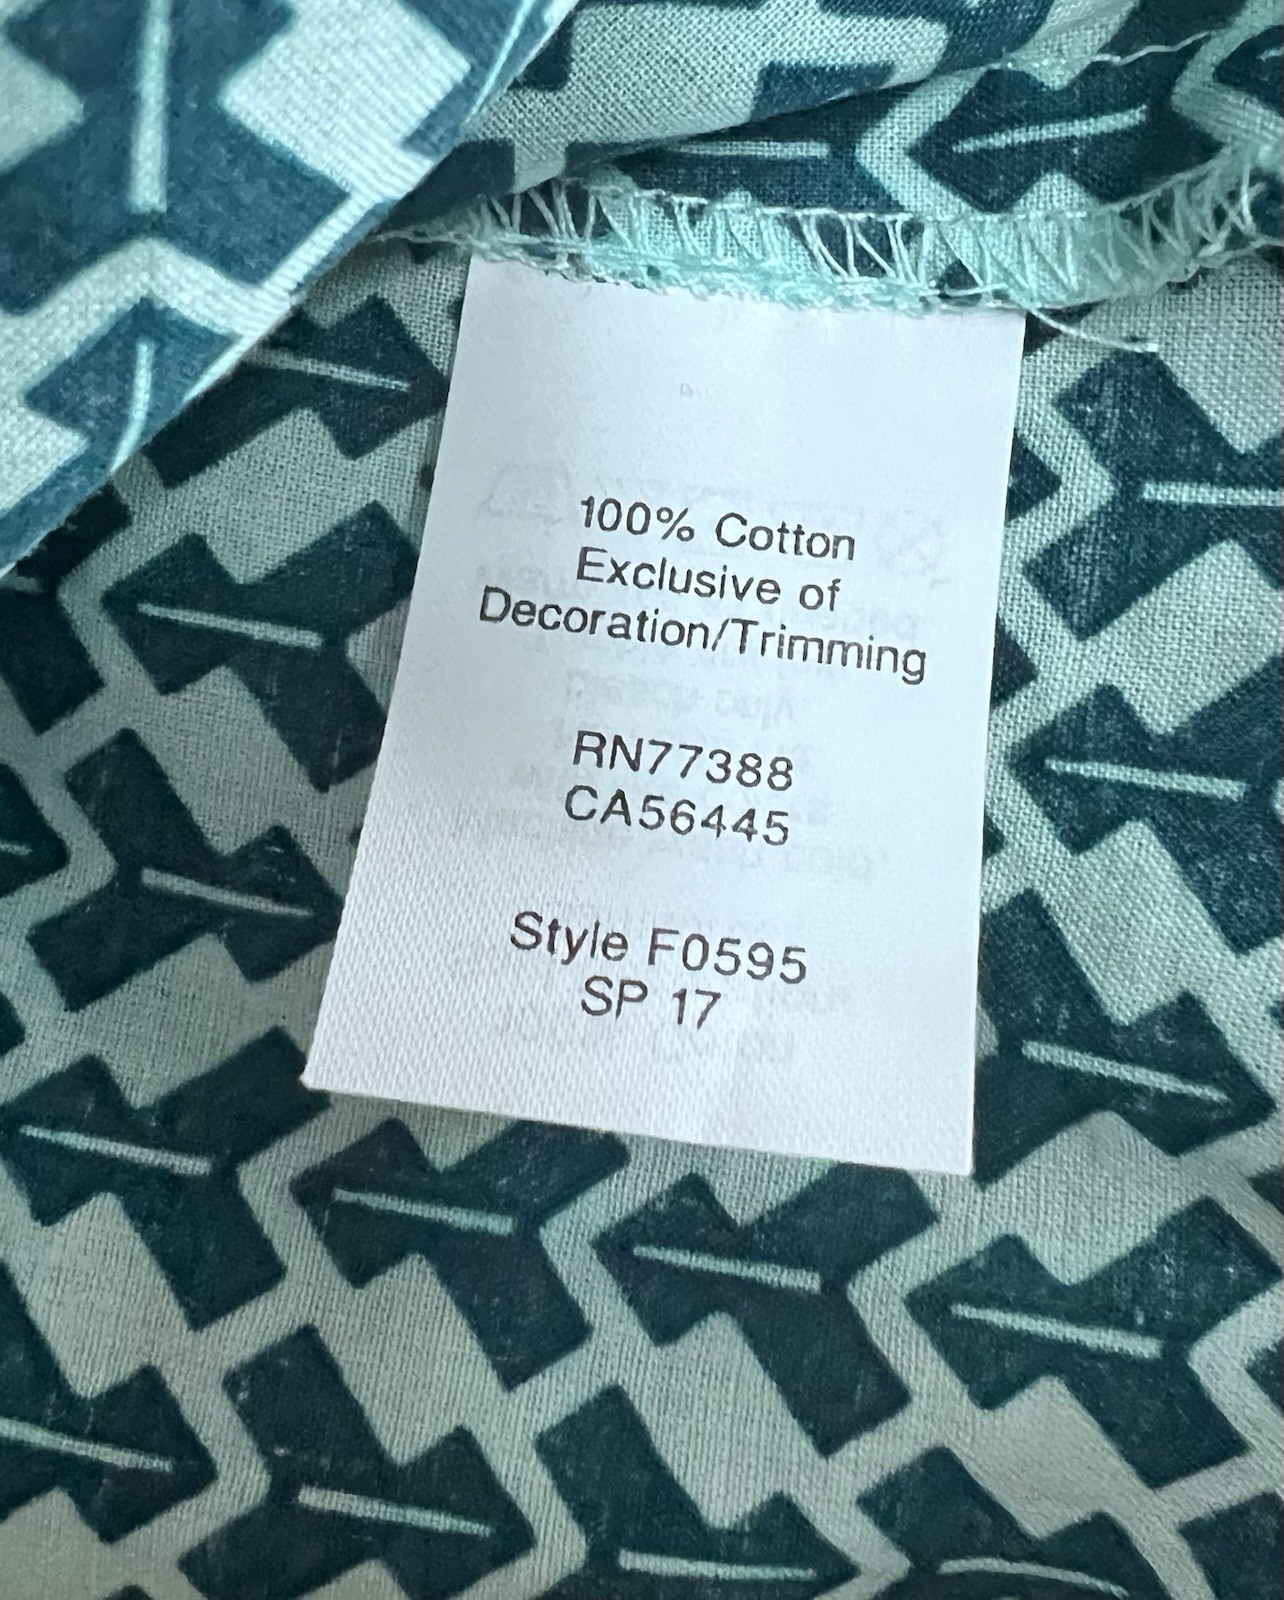 100% Cotton
Exclusive of
Decoration/Trimming
RN77388
CA56445
Style F0595
SP 17